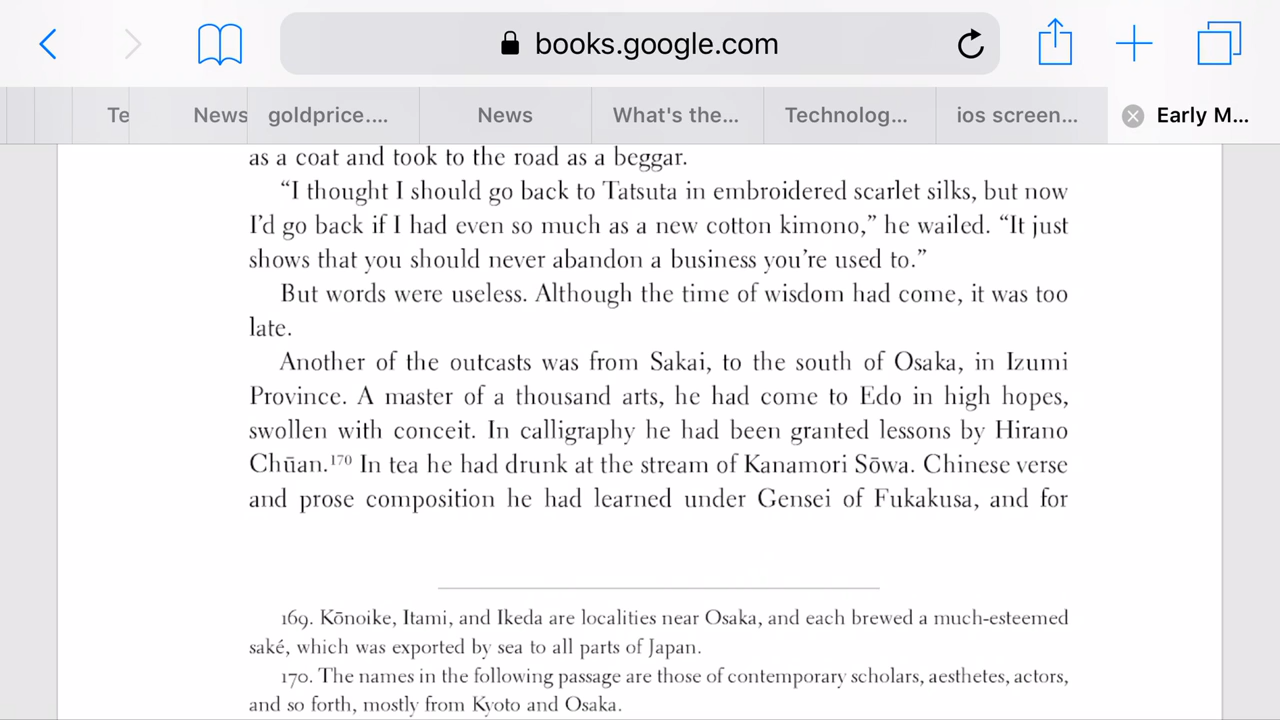 books.google.com
Te News goldprice.... News What's the... Technolog... ios screen... Early M...
as a coat and took to the road as a beggar.
“I thought I should go back to Tatsuta in embroidered scarlet silks, but now
I’d go back if I had even so much as a new cotton kimono,” he wailed. “It just
shows that you should never abandon a business you’re used to.”
But words were useless. Although the time of wisdom had come, it was too
late.
Another of the outcasts was from Sakai, to the south of Osaka, in Izumi
Province. A master of a thousand arts, he had come to Edo in high hopes,
swollen with conceit. In calligraphy he had been granted lessons by Hirano
Chūan.¹⁷⁰ In tea he had drunk at the stream of Kanamori Sōwa. Chinese verse
and prose composition he had learned under Gensei of Fukakusa, and for
169. Kōnoike, Itami, and Ikeda are localities near Osaka, and each brewed a much-esteemed
saké, which was exported by sea to all parts of Japan.
170. The names in the following passage are those of contemporary scholars, aesthetes, actors,
and so forth, mostly from Kyoto and Osaka.